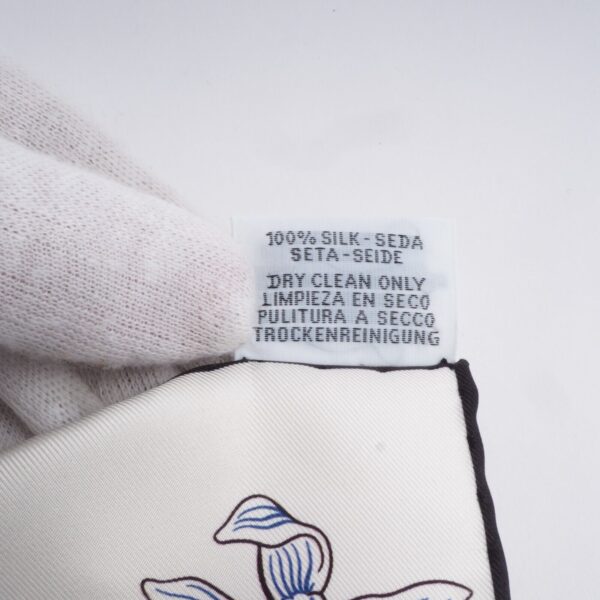 100% SILK - SEDA
SETA - SEIDE
DRY CLEAN ONLY
LIMPIEZA EN SECO
PULITURA A SECCO
TROCKENREINIGUNG